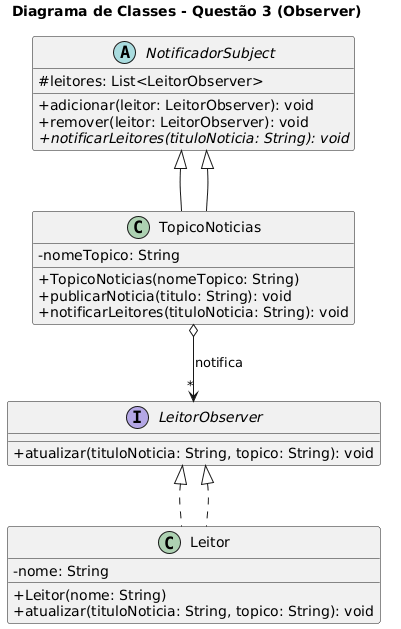 Diagrama de Classes - Questão 3 (Observer)
A NotificadorSubject
#leitores: List<LeitorObserver>
+adicionar(leitor: LeitorObserver): void
+remover(leitor: LeitorObserver): void
+notificarLeitores(tituloNoticia: String): void
C TopicoNoticias
-nomeTopico: String
+TopicoNoticias(nomeTopico: String)
+publicarNoticia(titulo: String): void
+notificarLeitores(tituloNoticia: String): void
notifica
*
I LeitorObserver
+atualizar(tituloNoticia: String, topico: String): void
C Leitor
-nome: String
+Leitor(nome: String)
+atualizar(tituloNoticia: String, topico: String): void